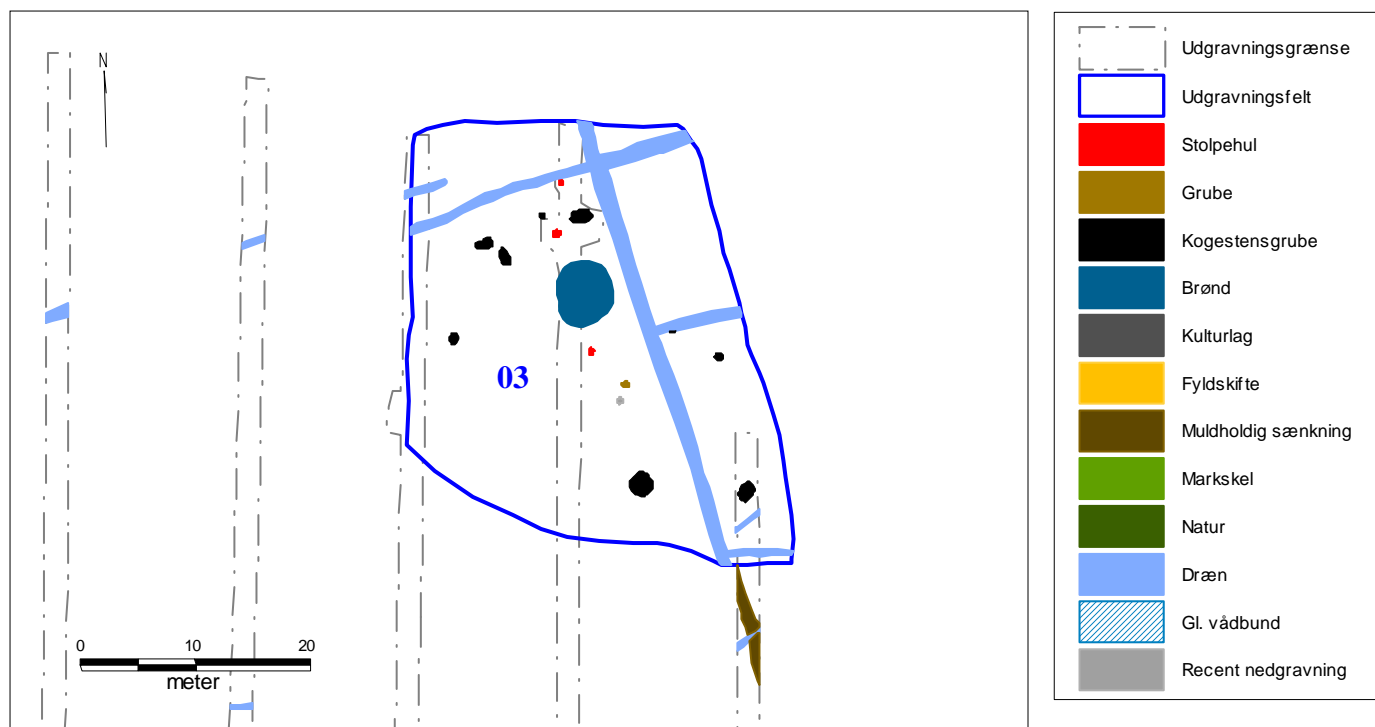 N
03
0 10 20
meter
Udgravningsgrænse
Udgravningsfelt
Stolpehul
Grube
Kogestensgrube
Brønd
Kulturlag
Fyldskifte
Muldholdig sænkning
Markskel
Natur
Dræn
Gl. vådbund
Recent nedgravning